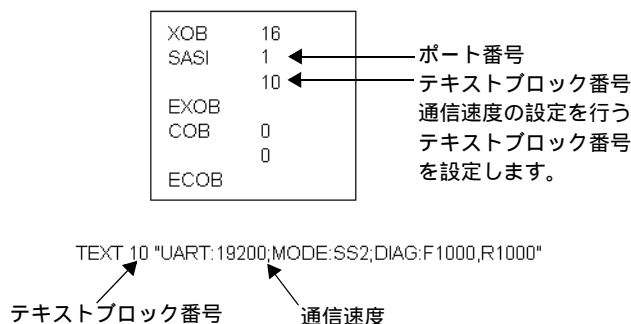 XOB 16
SASI 1
10
EXOB
COB 0
0
ECOB
ポート番号
テキストブロック番号
通信速度の設定を行う
テキストブロック番号
を設定します。
TEXT 10 "UART:19200;MODE:SS2;DIAG:F1000,R1000"
テキストブロック番号
通信速度